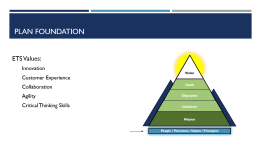 PLAN FOUNDATION
ETS Values:
Innovation
Customer Experience
Collaboration
Agility
Critical Thinking Skills
Vision
Goals
Objectives
Initiatives
Mission
People | Processes | Values | Principles